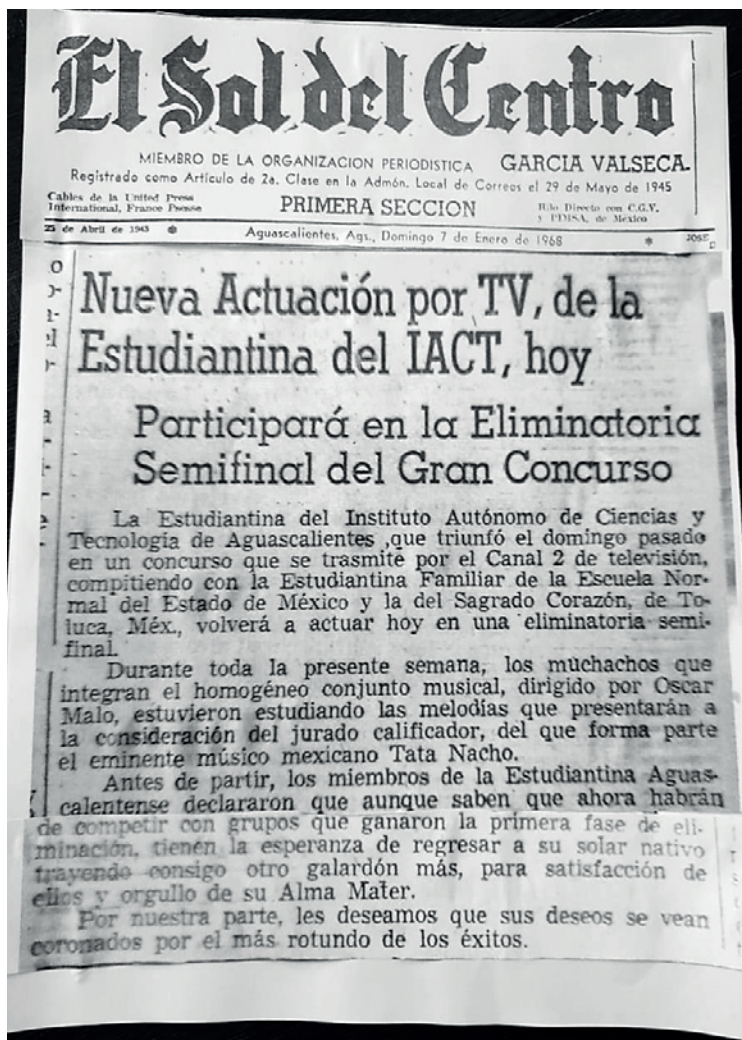 El Sol del Centro
MIEMBRO DE LA ORGANIZACION PERIODISTICA GARCIA VALSECA
Registrado como Artículo de 2a. Clase en la Admón. Local de Correos el 29 de Mayo de 1945
Cables de la United Press
International, France Presse
PRIMERA SECCION
Hilo Directo con C.G.V.
y PIMSA, de México
de Abril de 1945
Aguascalientes, Ags., Domingo 7 de Enero de 1968
JOSE
Nueva Actuación por TV, de la
Estudiantina del IACT, hoy
Participará en la Eliminatoria
Semifinal del Gran Concurso
La Estudiantina del Instituto Autónomo de Ciencias y
Tecnología de Aguascalientes ,que triunfó el domingo pasado
en un concurso que se trasmite por el Canal 2 de televisión,
compitiendo con la Estudiantina Familiar de la Escuela Nor-
mal del Estado de México y la del Sagrado Corazón, de To-
luca, Méx., volverá a actuar hoy en una eliminatoria semi-
final.
Durante toda la presente semana, los muchachos que
integran el homogéneo conjunto musical, dirigido por Oscar
Malo, estuvieron estudiando las melodías que presentarán a
la consideración del jurado calificador, del que forma parte
el eminente músico mexicano Tata Nacho.
Antes de partir, los miembros de la Estudiantina Aguas-
calentense declararon que aunque saben que ahora habrán
de competir con grupos que ganaron la primera fase de eli-
minación, tienen la esperanza de regresar a su solar nativo
trayendo consigo otro galardón más, para satisfacción de
ellos y orgullo de su Alma Mater.
Por nuestra parte, les deseamos que sus deseos se vean
coronados por el más rotundo de los éxitos.